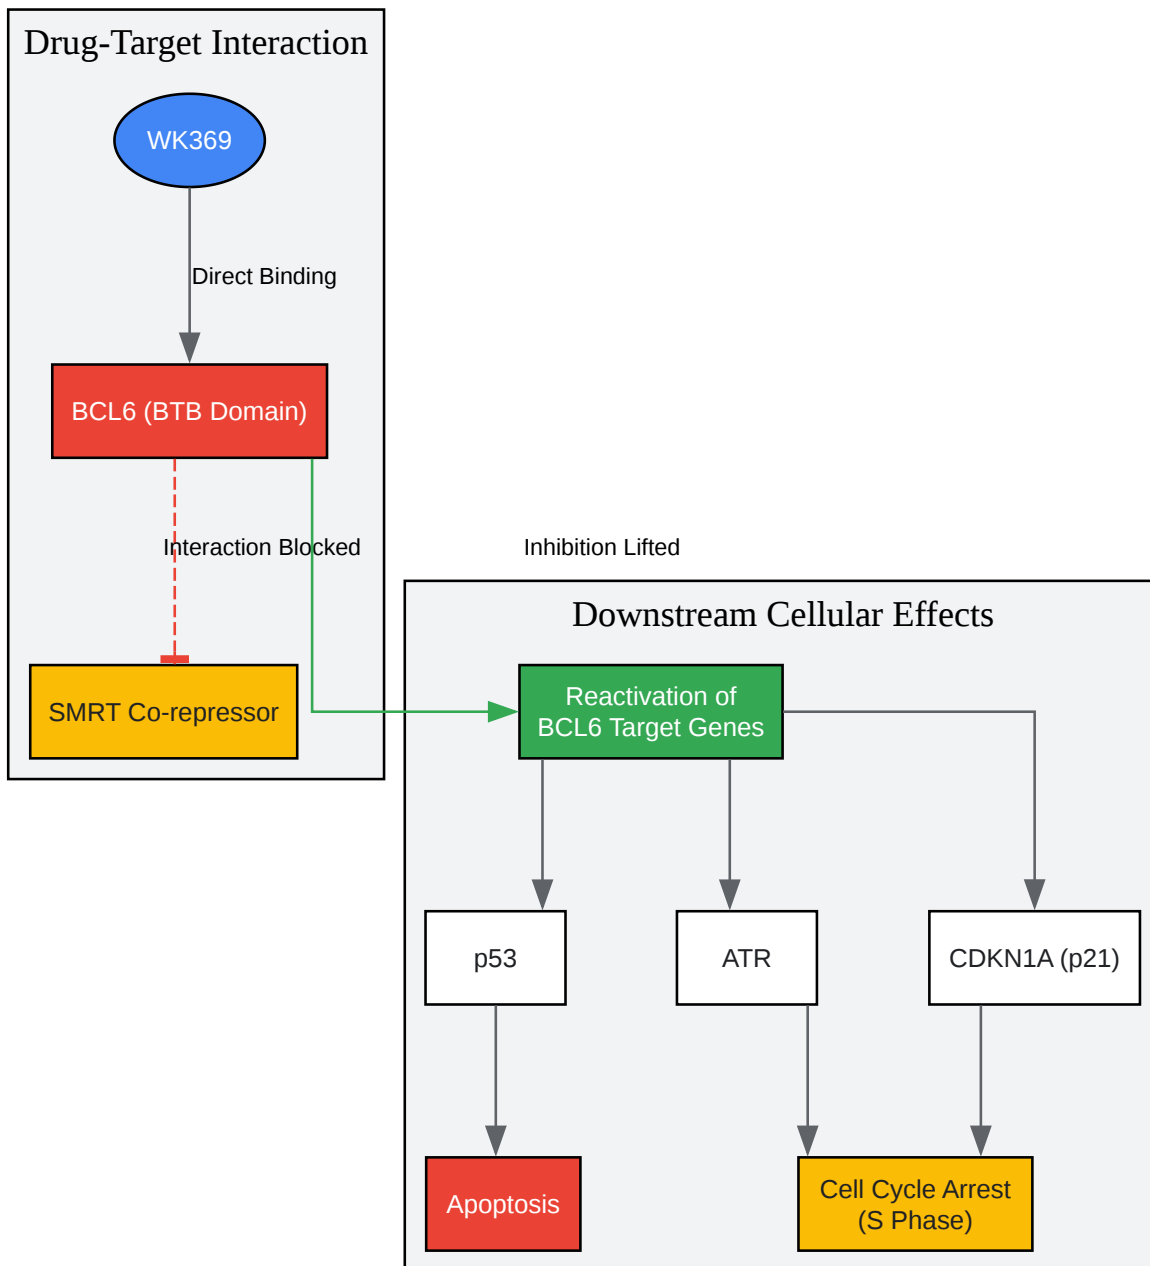 Drug-Target Interaction
WK369
Direct Binding
BCL6 (BTB Domain)
Interaction Blocked
Inhibition Lifted
SMRT Co-repressor
Downstream Cellular Effects
Reactivation of
BCL6 Target Genes
p53
ATR
CDKN1A (p21)
Apoptosis
Cell Cycle Arrest
(S Phase)